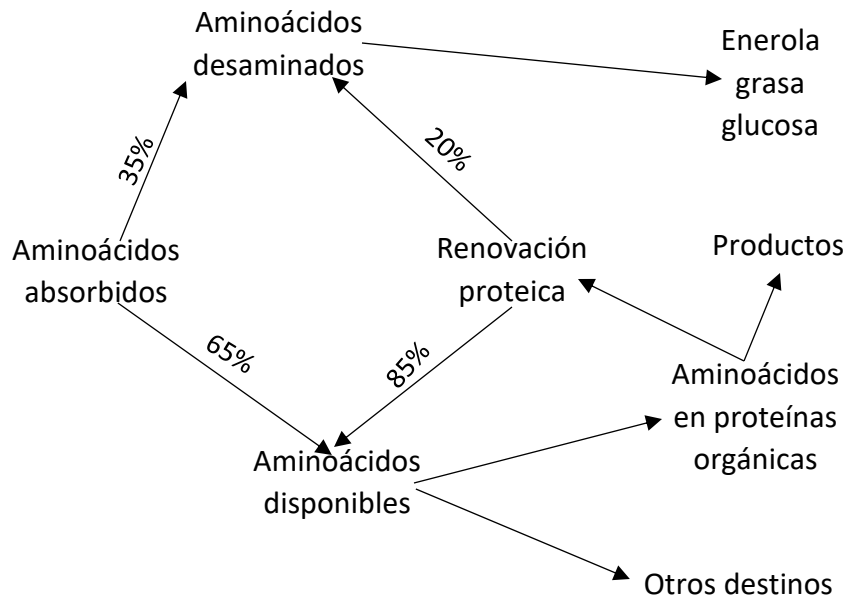 Aminoácidos
desaminados
Enerola
grasa
glucosa
35%
20%
Aminoácidos
absorbidos
Renovación
proteica
Productos
65%
85%
Aminoácidos
en proteínas
orgánicas
Aminoácidos
disponibles
Otros destinos